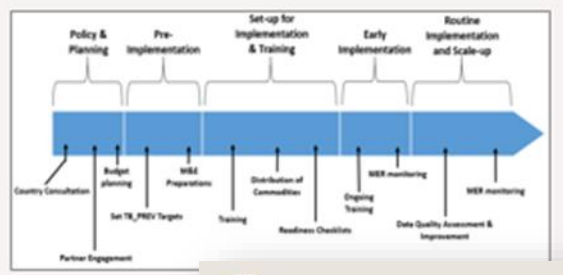 Policy &
Planning
Pre-
Implementation
Set-up for
Implementation
& Training
Early
Implementation
Routine
Implementation
and Scale-up
Country Consultation
Partner Engagement
Budget
planning
Set TB_PREV Targets
M&E
Preparations
Training
Distribution of
Commodities
Readiness Checklists
Ongoing
Training
MER monitoring
Data Quality Assessment &
Improvement
MER monitoring